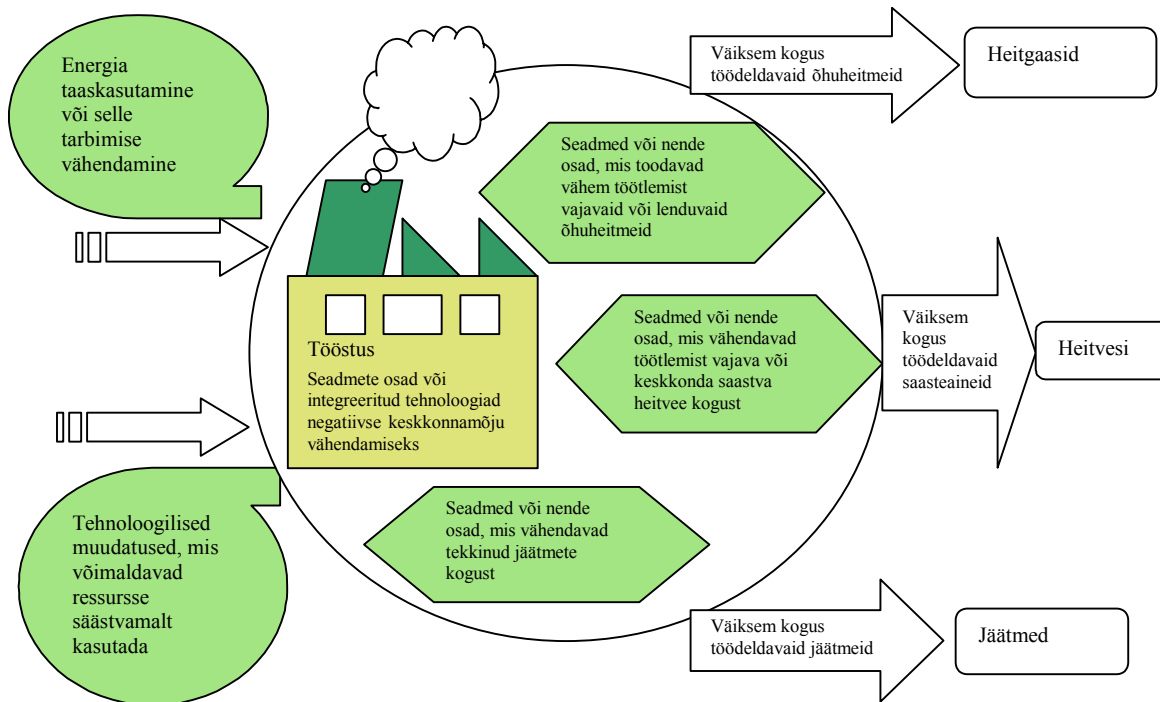 Energia
taaskasutamine
või selle
tarbimise
vähendamine
Väiksem kogus
töödeldavaid õhuheitmeid
Heitgaasid
Seadmed või nende
osad, mis toodavad
vähem töötlemist
vajavaid või lenduvaid
õhuheitmeid
Tööstus
Seadmete osad või
integreeritud tehnoloogiad
negatiivse keskkonnamõju
vähendamiseks
Seadmed või nende
osad, mis vähendavad
töötlemist vajava või
keskkonda saastva
heitvee kogust
Väiksem
kogus
töödeldavaid
saasteaineid
Heitvesi
Tehnoloogilised
muudatused, mis
võimaldavad
ressursse
säästvamalt
kasutada
Seadmed või nende
osad, mis vähendavad
tekkinud jäätmete
kogust
Väiksem kogus
töödeldavaid jäätmeid
Jäätmed